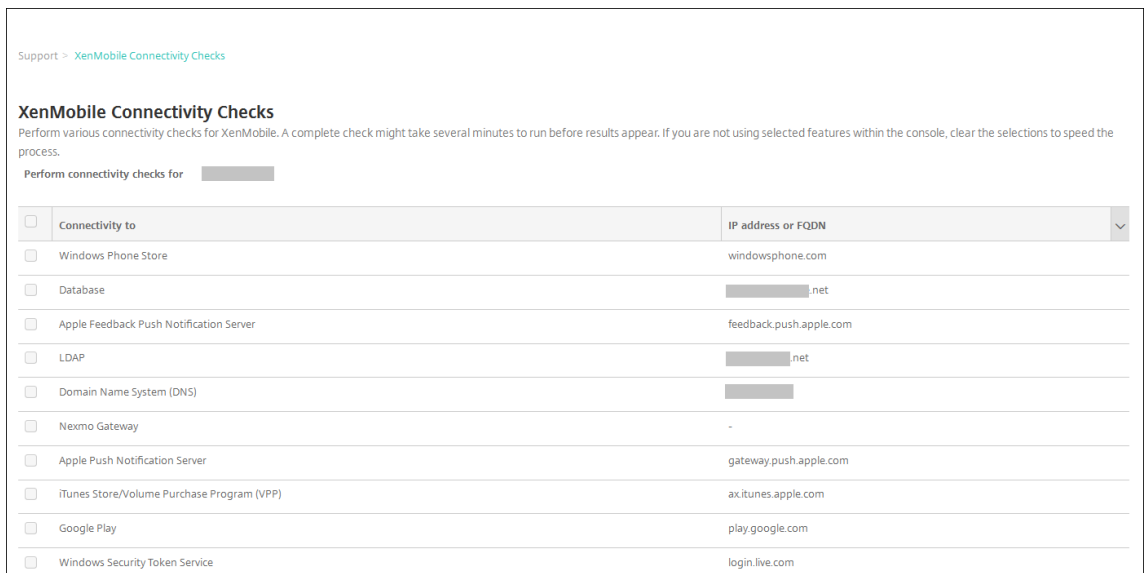 Support > XenMobile Connectivity Checks
XenMobile Connectivity Checks
Perform various connectivity checks for XenMobile. A complete check might take several minutes to run before results appear. If you are not using selected features within the console, clear the selections to speed the
process.
Perform connectivity checks for
Connectivity to IP address or FQDN
Windows Phone Store windowsphone.com
Database .net
Apple Feedback Push Notification Server feedback.push.apple.com
LDAP .net
Domain Name System (DNS)
Nexmo Gateway -
Apple Push Notification Server gateway.push.apple.com
iTunes Store/Volume Purchase Program (VPP) ax.itunes.apple.com
Google Play play.google.com
Windows Security Token Service login.live.com